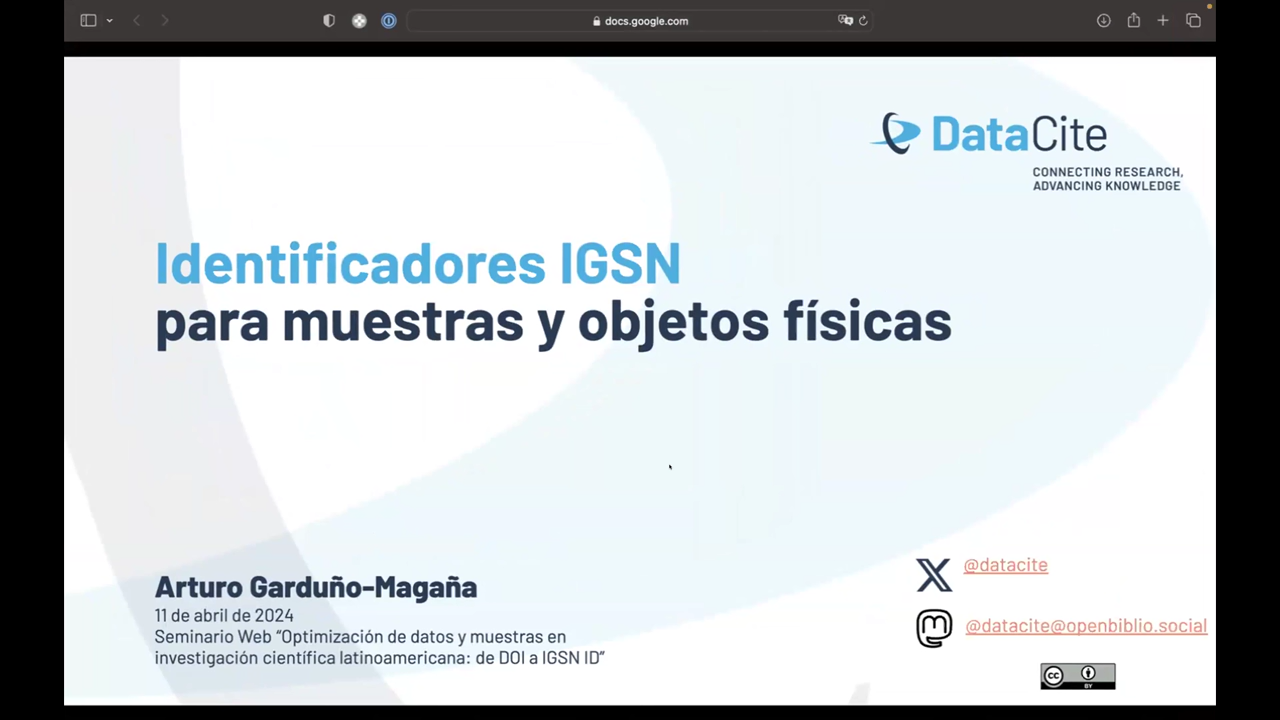 docs.google.com
DataCite
CONNECTING RESEARCH,
ADVANCING KNOWLEDGE
Identificadores IGSN
para muestras y objetos físicas
Arturo Garduño-Magaña
11 de abril de 2024
Seminario Web “Optimización de datos y muestras en
investigación científica latinoamericana: de DOI a IGSN ID”
@datacite
@datacite@openbiblio.social
cc
BY